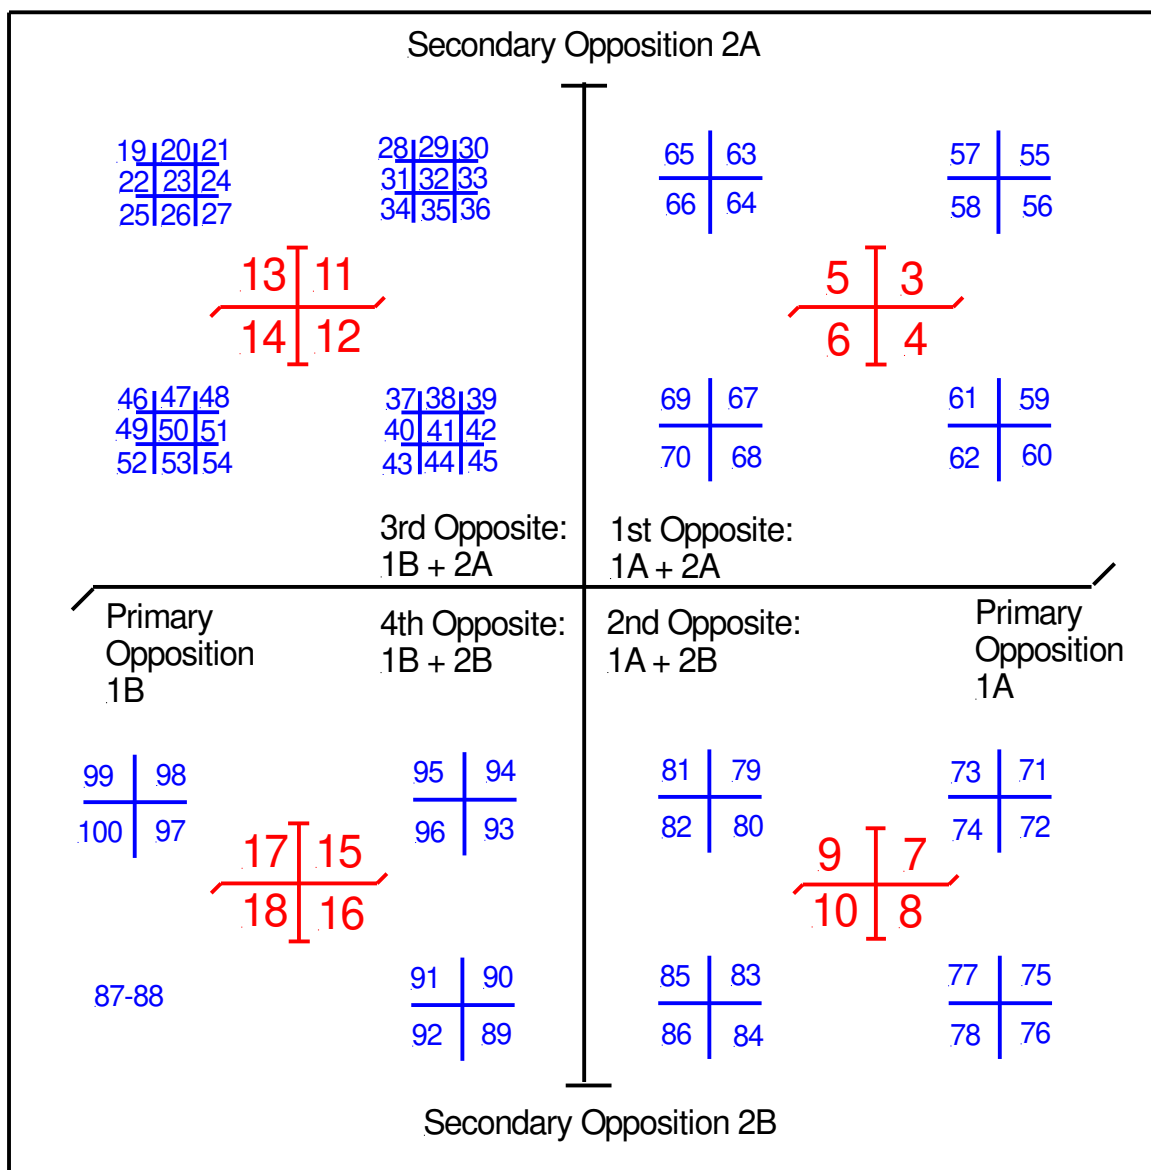 Secondary Opposition 2A
19 20 21
22 23 24
25 26 27
28 29 30
31 32 33
34 35 36
13 11
14 12
46 47 48
49 50 51
52 53 54
37 38 39
40 41 42
43 44 45
65 63
66 64
57 55
58 56
5 3
6 4
69 67
70 68
61 59
62 60
3rd Opposite:
1B + 2A
1st Opposite:
1A + 2A
Primary
Opposition
1B
4th Opposite:
1B + 2B
2nd Opposite:
1A + 2B
Primary
Opposition
1A
99 98
100 97
95 94
96 93
17 15
18 16
87-88
91 90
92 89
81 79
82 80
73 71
74 72
9 7
10 8
85 83
86 84
77 75
78 76
Secondary Opposition 2B